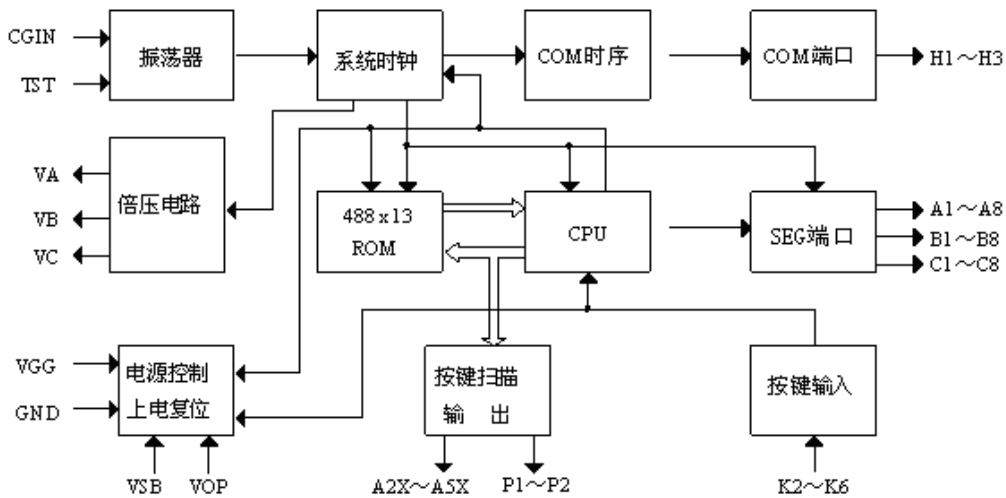 CGIN
TST
振荡器
系统时钟
COM时序
COM端口
H1～H3
VA
VB
VC
倍压电路
488x13
ROM
CPU
SEG端口
A1～A8
B1～B8
C1～C8
VGG
GND
电源控制
上电复位
按键扫描
输 出
按键输入
VSB
VOP
A2X～A5X
P1～P2
K2～K6